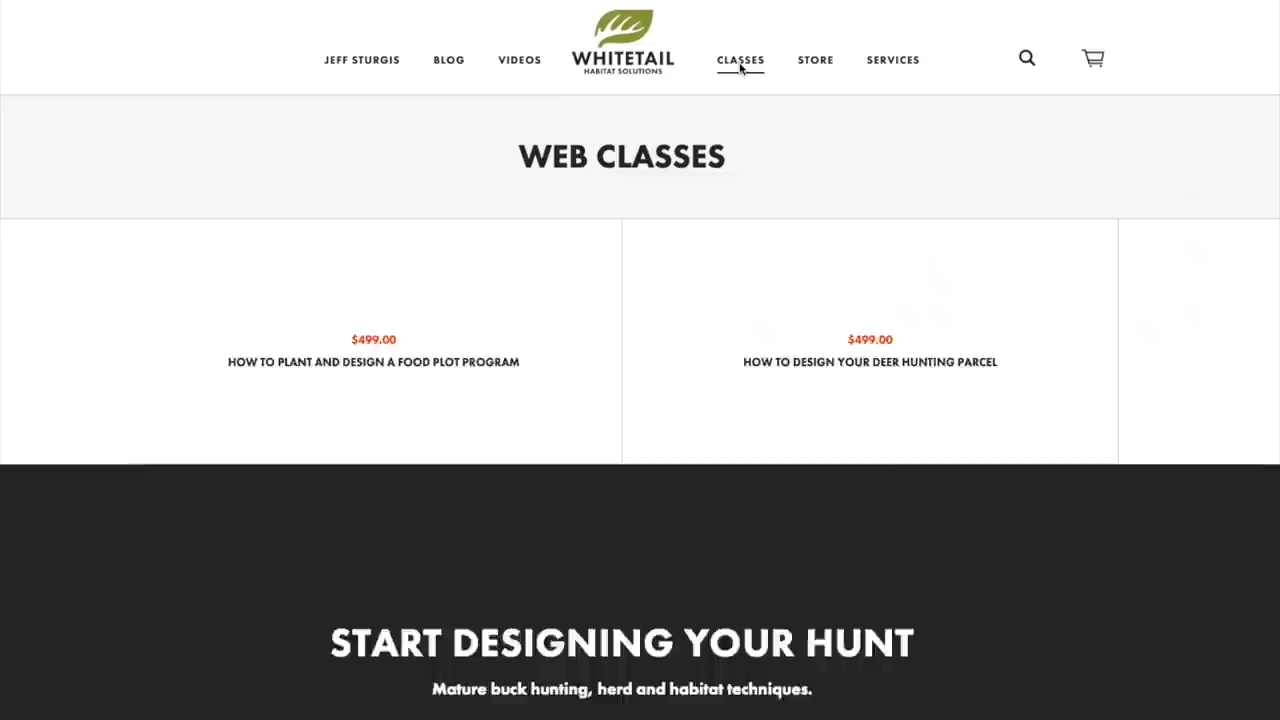 JEFF STURGIS BLOG VIDEOS WHITETAIL HABITAT SOLUTIONS CLASSES STORE SERVICES
WEB CLASSES
$499.00
HOW TO PLANT AND DESIGN A FOOD PLOT PROGRAM
$499.00
HOW TO DESIGN YOUR DEER HUNTING PARCEL
START DESIGNING YOUR HUNT
Mature buck hunting, herd and habitat techniques.